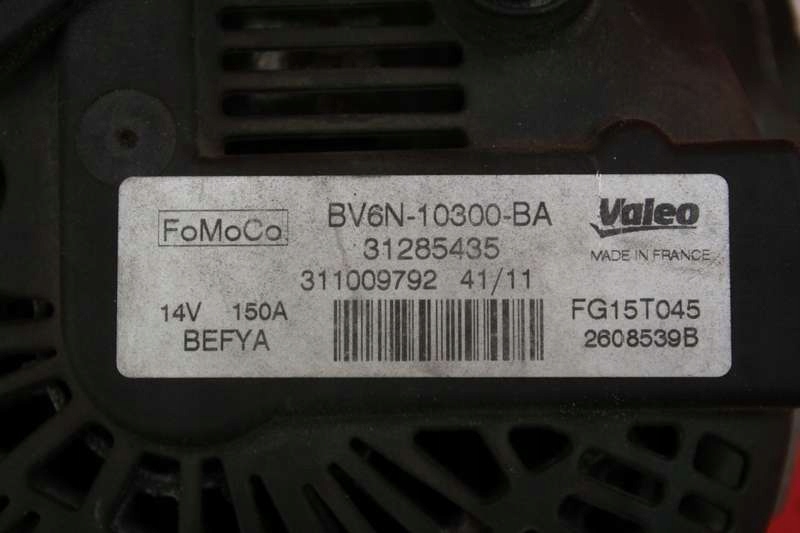 FoMoCo
BV6N-10300-BA
31285435
311009792 41/11
14V 150A
BEFYA
Valeo
MADE IN FRANCE
FG15T045
2608539B